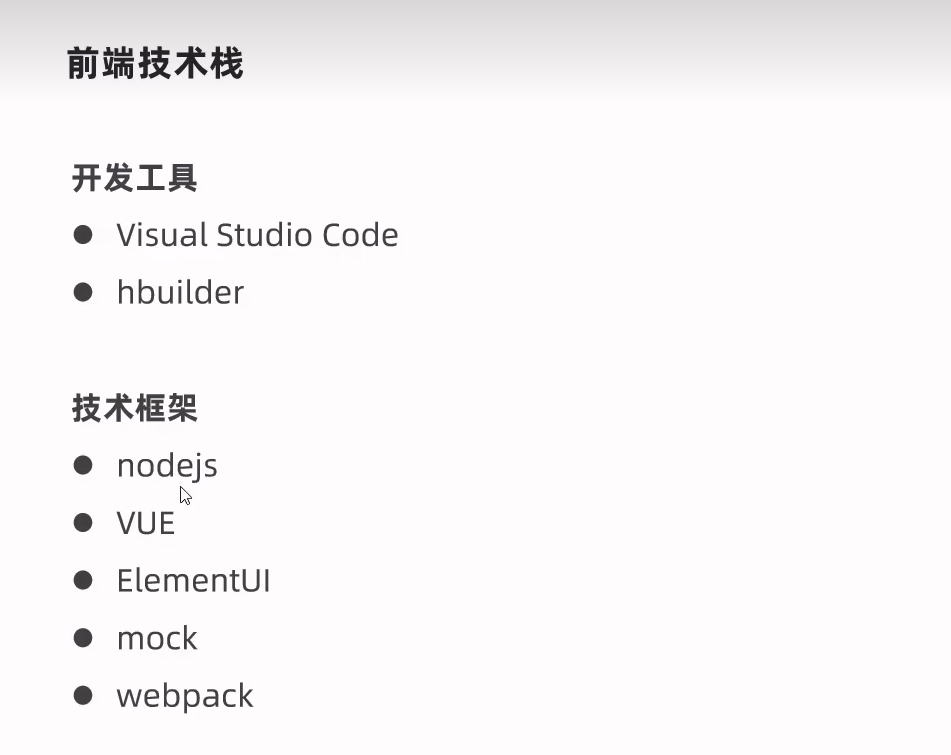 前端技术栈
开发工具
● Visual Studio Code
● hbuilder
技术框架
● nodejs
● VUE
● ElementUI
● mock
● webpack